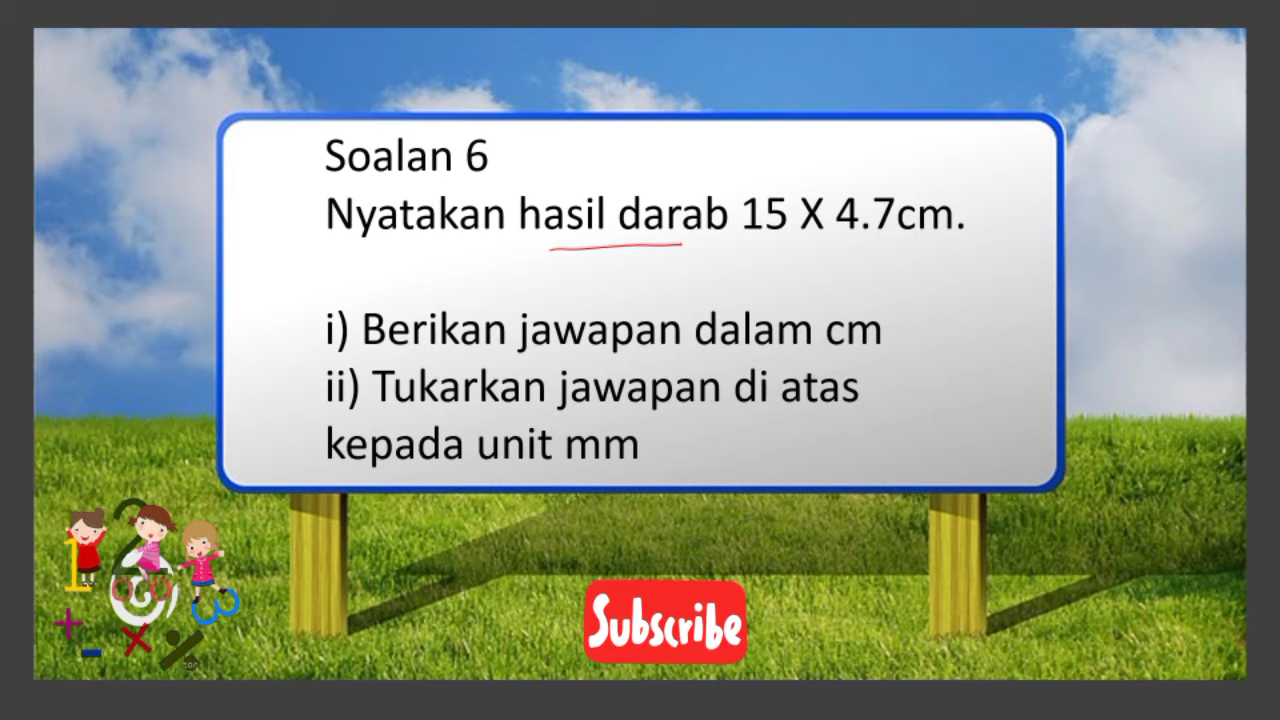 Soalan 6
Nyatakan hasil darab 15 X 4.7cm.
i) Berikan jawapan dalam cm
ii) Tukarkan jawapan di atas
kepada unit mm
Subscribe